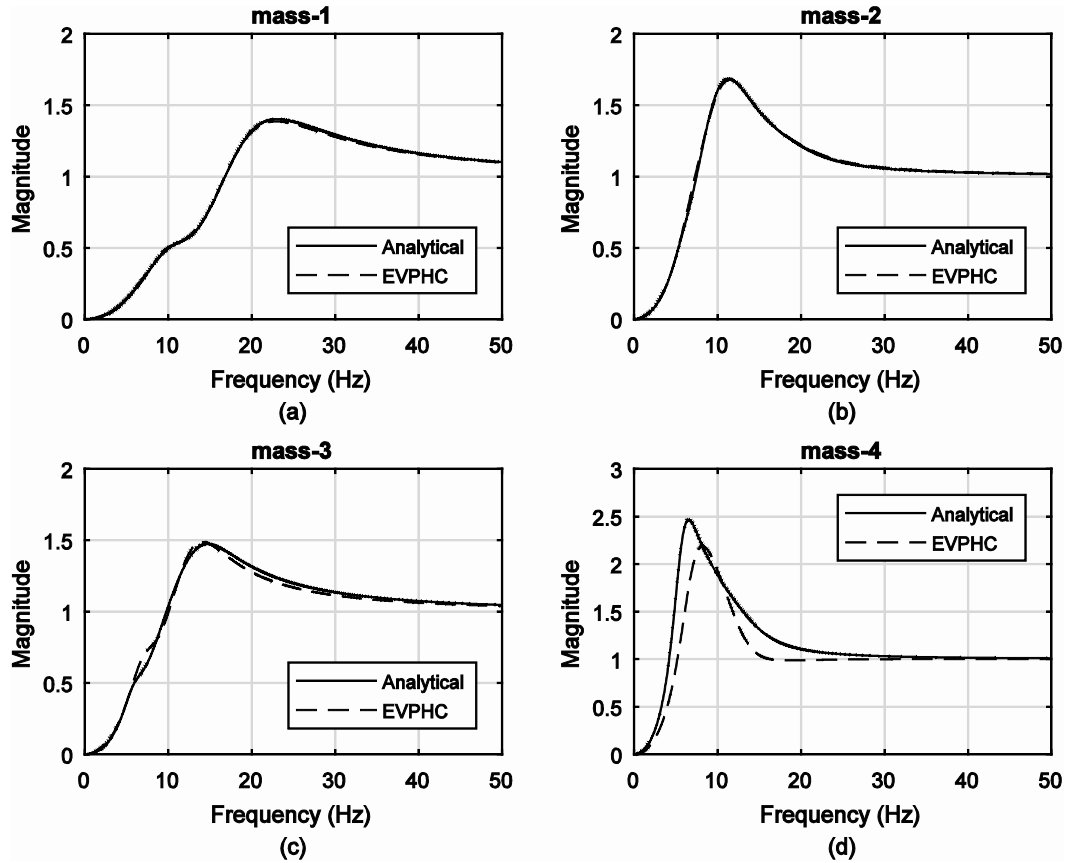 mass-1
2
1.5
1
0.5
0
Magnitude
Analytical
EVPHC
0 10 20 30 40 50
Frequency (Hz)
(a)
mass-2
2
1.5
1
0.5
0
Magnitude
Analytical
EVPHC
0 10 20 30 40 50
Frequency (Hz)
(b)
mass-3
2
1.5
1
0.5
0
Magnitude
Analytical
EVPHC
0 10 20 30 40 50
Frequency (Hz)
(c)
mass-4
3
2.5
2
1.5
1
0.5
0
Magnitude
Analytical
EVPHC
0 10 20 30 40 50
Frequency (Hz)
(d)